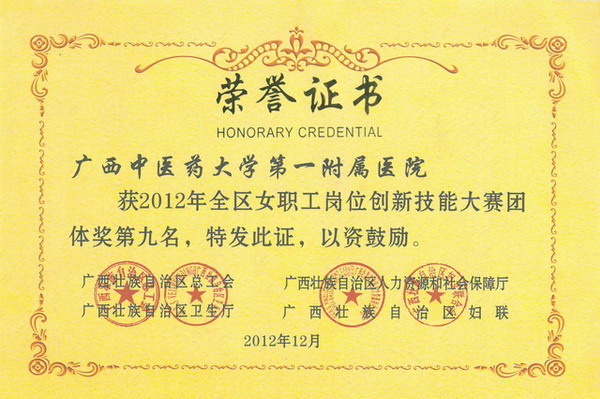 荣誉证书
HONORARY CREDENTIAL
广西中医药大学第一附属医院
获2012年全区女职工岗位创新技能大赛团
体奖第九名，特发此证，以资鼓励。
广西壮族自治区总工会 广西壮族自治区人力资源和社会保障厅
广西壮族自治区卫生厅 广西壮族自治区妇联
2012年12月